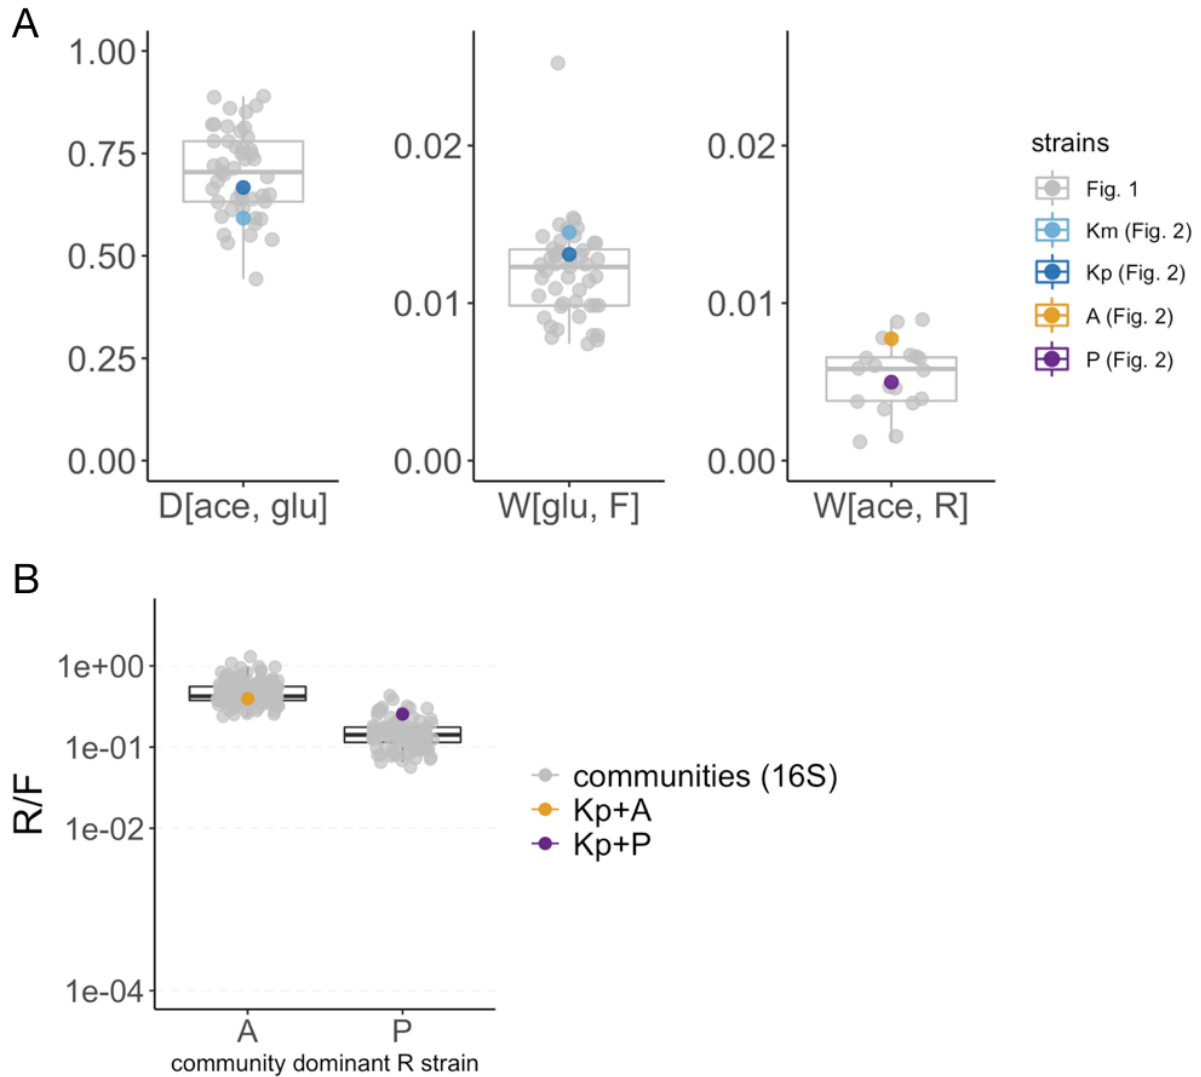 A
1.00
0.75
0.50
0.25
0.00
D[ace, glu]
0.02
0.01
0.00
W[glu, F]
0.02
0.01
0.00
W[ace, R]
strains
Fig. 1
Km (Fig. 2)
Kp (Fig. 2)
A (Fig. 2)
P (Fig. 2)
B
R/F
1e+00
1e-01
1e-02
1e-04
A
P
community dominant R strain
communities (16S)
Kp+A
Kp+P